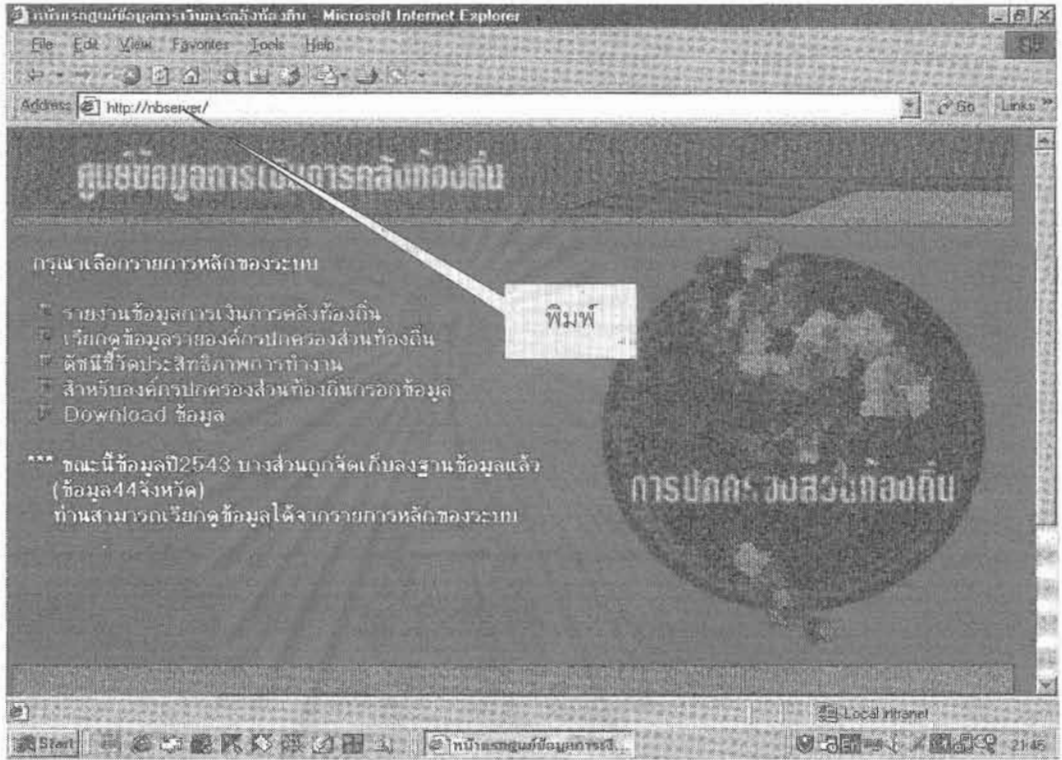 หน้าแรกศูนย์ข้อมูลการเงินการคลังท้องถิ่น - Microsoft Internet Explorer
File Edit View Favorites Tools Help
Address http://nbserver/ Go Links »
ศูนย์ข้อมูลการเงินการคลังท้องถิ่น
กรุณาเลือกรายการหลักของระบบ
รายงานข้อมูลการเงินการคลังท้องถิ่น
เรียกดูข้อมูลรายองค์กรปกครองส่วนท้องถิ่น
ดัชนีชี้วัดประสิทธิภาพการทำงาน
สำหรับองค์กรปกครองส่วนท้องถิ่นกรอกข้อมูล
Download ข้อมูล
พิมพ์
*** ขณะนี้ข้อมูลปี2543 บางส่วนถูกจัดเก็บลงฐานข้อมูลแล้ว
(ข้อมูล44จังหวัด)
ท่านสามารถเรียกดูข้อมูลได้จากรายการหลักของระบบ
การปกครองส่วนท้องถิ่น
Local intranet
Start หน้าแรกศูนย์ข้อมูลการเงิ... 21:46